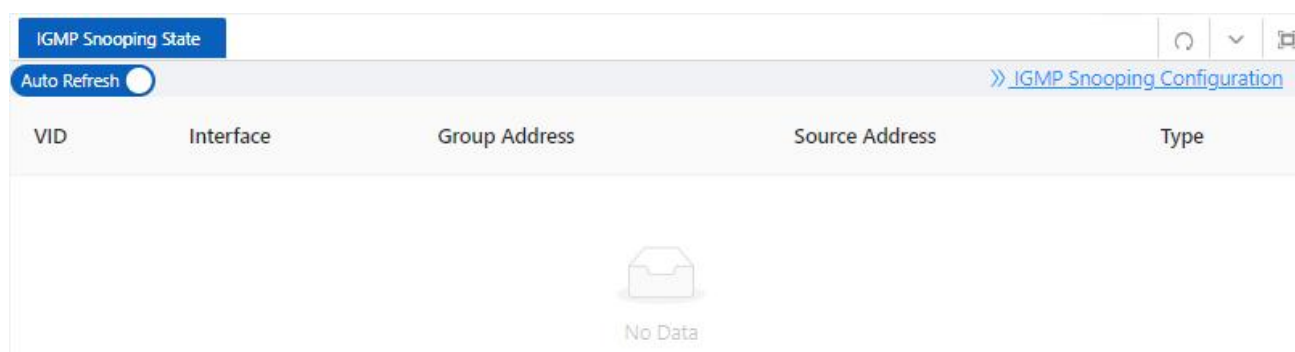 IGMP Snooping State
Auto Refresh
» IGMP Snooping Configuration
VID Interface Group Address Source Address Type
No Data